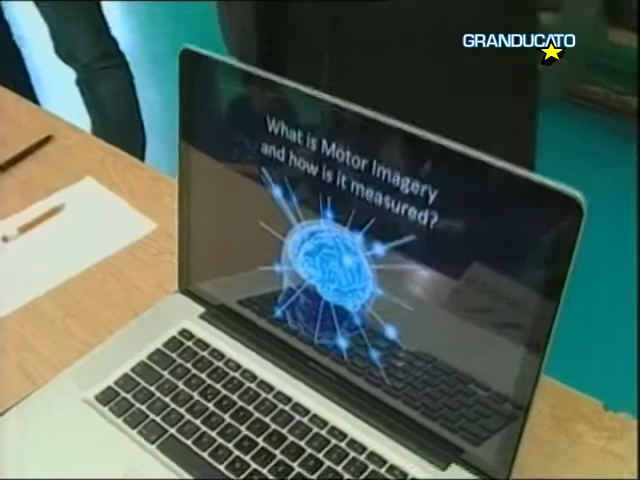 GRANDUCATO
What is Motor Imagery
and how is it measured?